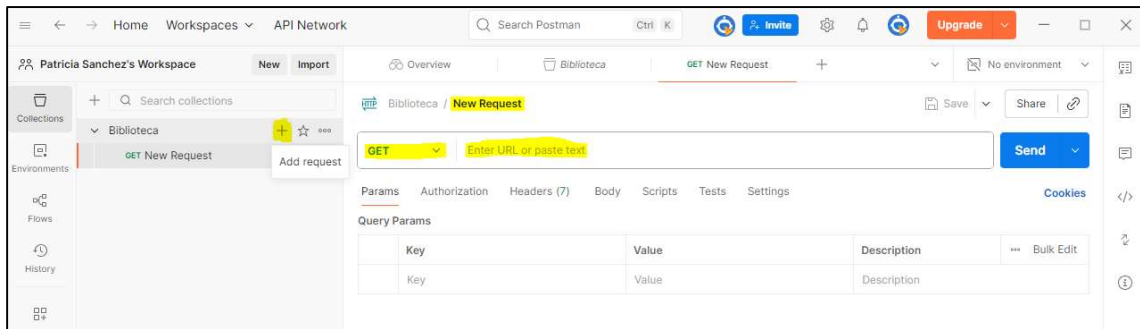 Home Workspaces API Network Search Postman Ctrl K Invite Upgrade
Patricia Sanchez's Workspace New Import Overview Biblioteca GET New Request No environment
Collections
Search collections
HTTP Biblioteca / New Request Save Share
Biblioteca
GET New Request
Add request
GET Enter URL or paste text Send
Environments
Params Authorization Headers (7) Body Scripts Tests Settings Cookies
Flows
Query Params
Key Value Description Bulk Edit
History
Key Value Description